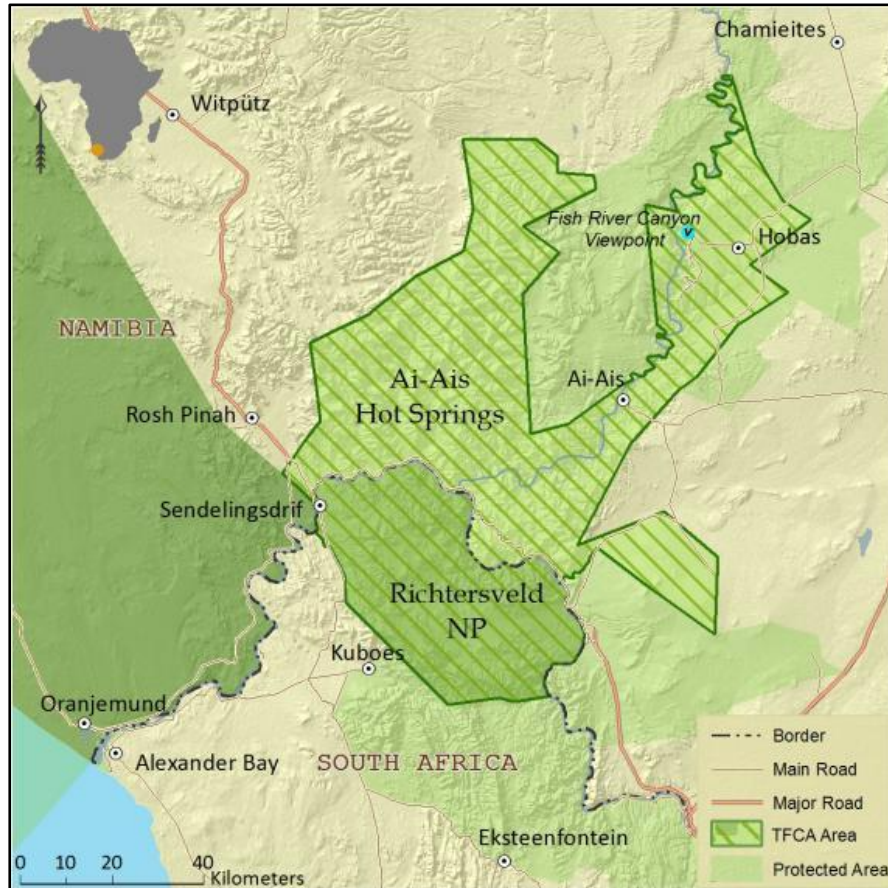 Chamieites
Witpütz
Fish River Canyon
Viewpoint
v
Hobas
NAMIBIA
Ai-Ais
Hot Springs
Ai-Ais
Rosh Pinah
Sendelingsdrif
Richtersveld
NP
Kuboes
Oranjemund
Alexander Bay
SOUTH AFRICA
Eksteenfontein
Border
Main Road
Major Road
TFCA Area
Protected Area
0 10 20 40
Kilometers